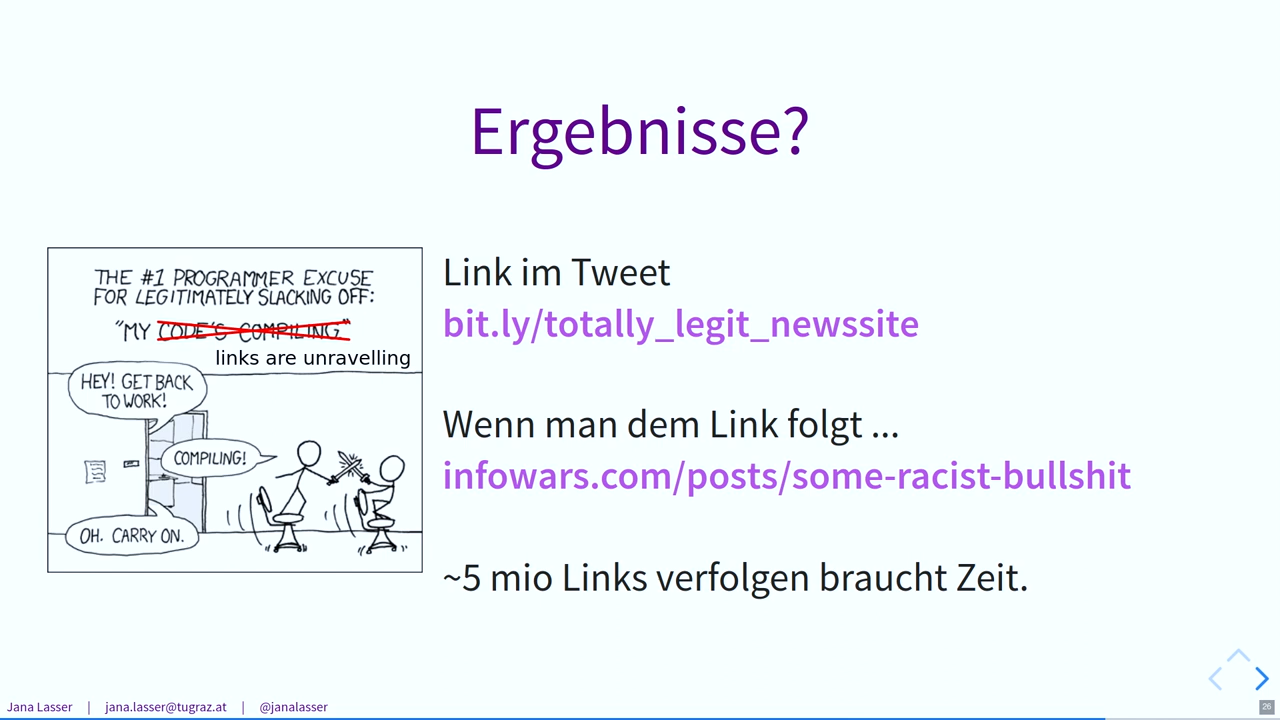 Ergebnisse?
THE #1 PROGRAMMER EXCUSE
FOR LEGITIMATELY SLACKING OFF:
"MY CODE'S COMPILING"
links are unravelling
HEY! GET BACK
TO WORK!
COMPILING!
OH. CARRY ON.
Link im Tweet
bit.ly/totally_legit_newssite
Wenn man dem Link folgt ...
infowars.com/posts/some-racist-bullshit
~5 mio Links verfolgen braucht Zeit.
Jana Lasser | jana.lasser@tugraz.at | @janalasser
26